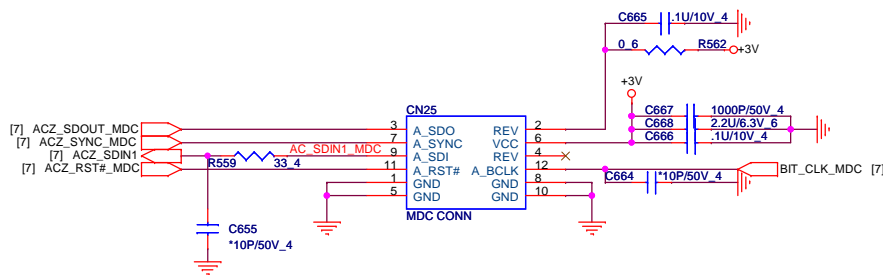 C665 .1U/10V_4
0_6 R562 +3V
+3V
CN25
C667 1000P/50V_4
C668 2.2U/6.3V_6
C666 .1U/10V_4
[7] ACZ_SDOUT_MDC 3 A_SDO REV 2
[7] ACZ_SYNC_MDC 7 A_SYNC VCC 6
[7] ACZ_SDIN1 AC_SDIN1_MDC 9 A_SDI REV 4
R559 33_4
[7] ACZ_RST#_MDC 11 A_RST# A_BCLK 12 BIT_CLK_MDC [7]
1 GND GND 8
C664 *10P/50V_4
5 GND GND 10
MDC CONN
C655
*10P/50V_4